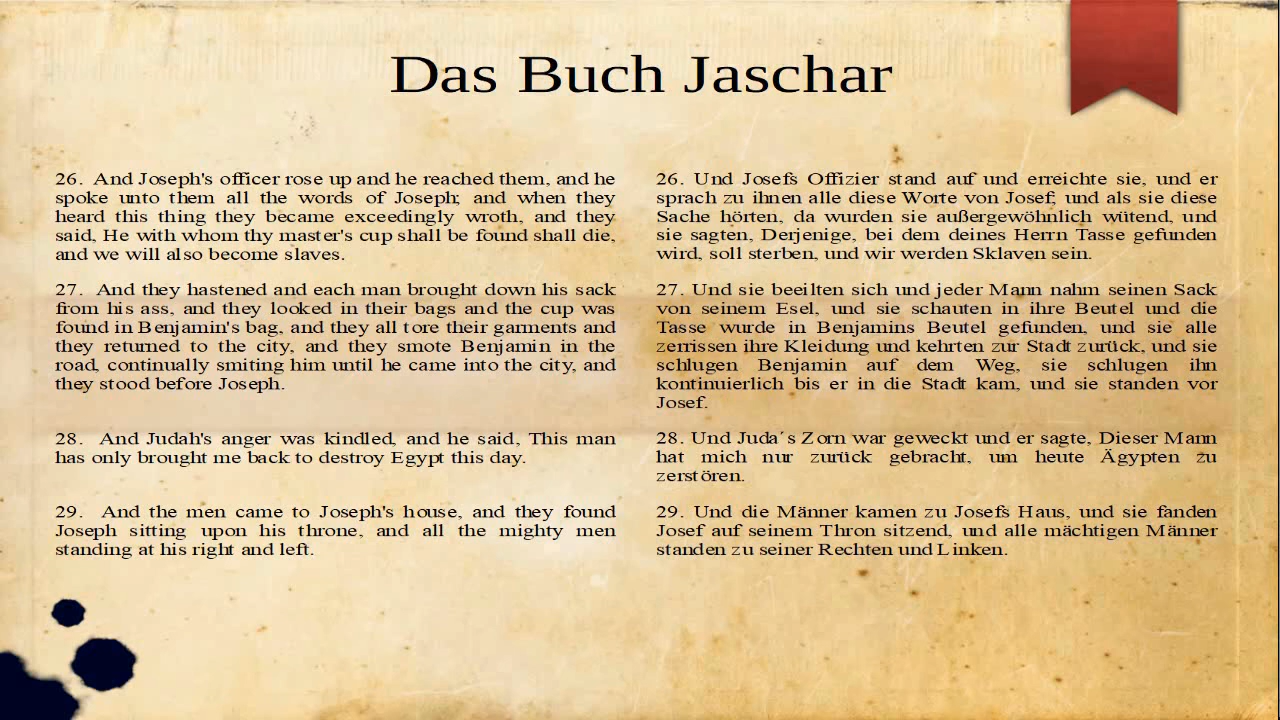 Das Buch Jaschar
26. And Joseph's officer rose up and he reached them, and he
spoke unto them all the words of Joseph; and when they
heard this thing they became exceedingly wroth, and they
said, He with whom thy master's cup shall be found shall die,
and we will also become slaves.
27. And they hastened and each man brought down his sack
from his ass, and they looked in their bags and the cup was
found in Benjamin's bag, and they all tore their garments and
they returned to the city, and they smote Benjamin in the
road, continually smiting him until he came into the city, and
they stood before Joseph.
28. And Judah's anger was kindled, and he said, This man
has only brought me back to destroy Egypt this day.
29. And the men came to Joseph's house, and they found
Joseph sitting upon his throne, and all the mighty men
standing at his right and left.
26. Und Josefs Offizier stand auf und erreichte sie, und er
sprach zu ihnen alle diese Worte von Josef; und als sie diese
Sache hörten, da wurden sie außergewöhnlich wütend, und
sie sagten, Derjenige, bei dem deines Herrn Tasse gefunden
wird, soll sterben, und wir werden Sklaven sein.
27. Und sie beeilten sich und jeder Mann nahm seinen Sack
von seinem Esel, und sie schauten in ihre Beutel und die
Tasse wurde in Benjamins Beutel gefunden, und sie alle
zerrissen ihre Kleidung und kehrten zur Stadt zurück, und sie
schlugen Benjamin auf dem Weg, sie schlugen ihn
kontinuierlich bis er in die Stadt kam, und sie standen vor
Josef.
28. Und Juda´s Zorn war geweckt und er sagte, Dieser Mann
hat mich nur zurück gebracht, um heute Ägypten zu
zerstören.
29. Und die Männer kamen zu Josefs Haus, und sie fanden
Josef auf seinem Thron sitzend, und alle mächtigen Männer
standen zu seiner Rechten und Linken.